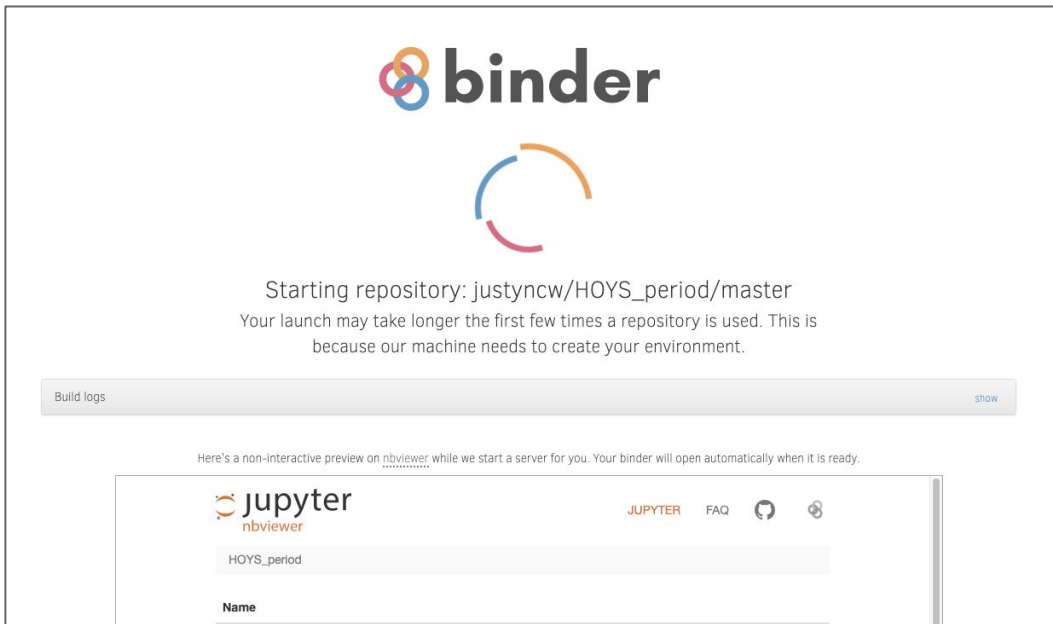 binder
Starting repository: justyncw/HOYS_period/master
Your launch may take longer the first few times a repository is used. This is
because our machine needs to create your environment.
Build logs show
Here's a non-interactive preview on nbviewer while we start a server for you. Your binder will open automatically when it is ready.
jupyter
nbviewer
JUPYTER FAQ
HOYS_period
Name